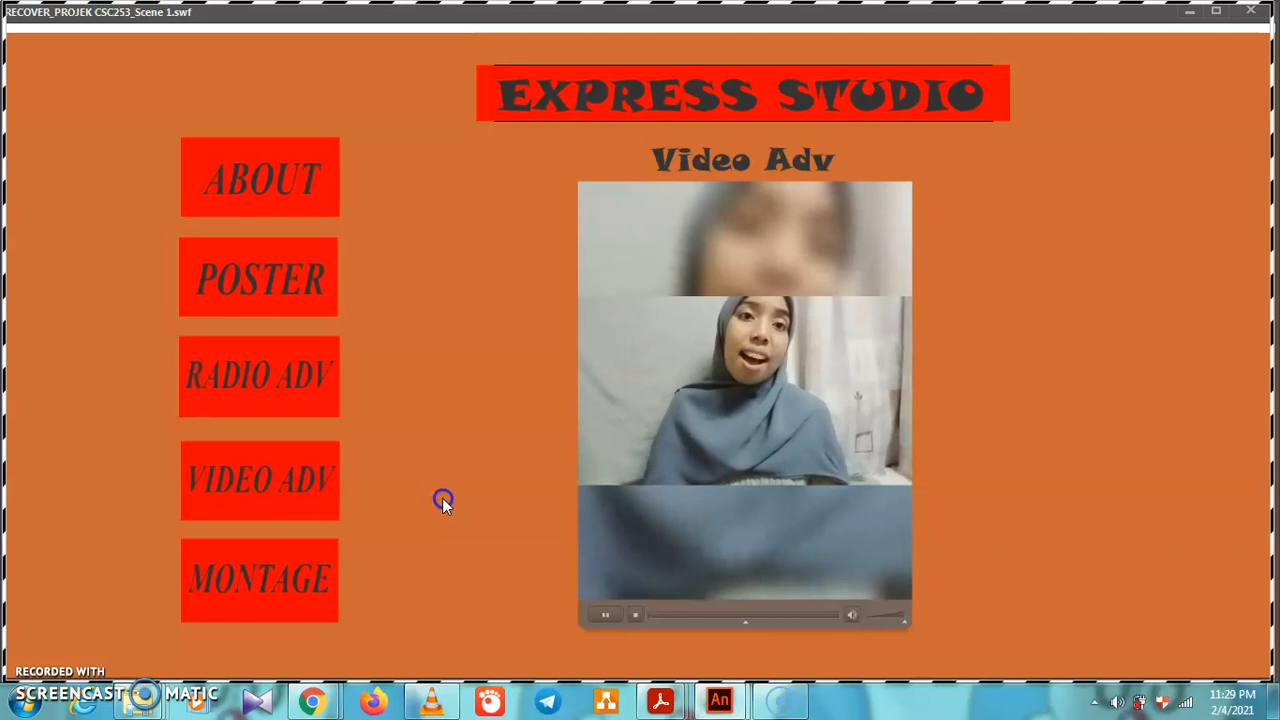 RECOVER_PROJEK CSC253_Scene 1.swf
EXPRESS STUDIO
Video Adv
ABOUT
POSTER
RADIO ADV
VIDEO ADV
MONTAGE
RECORDED WITH
SCREENCAST MATIC
An
11:29 PM
2/4/2021